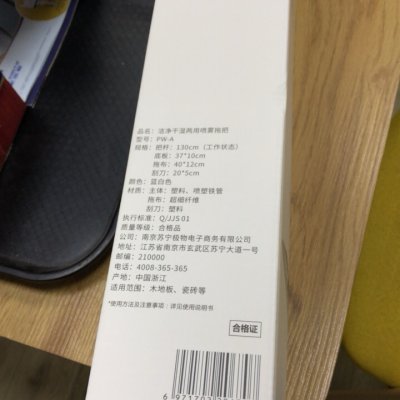 品名：洁净干湿两用喷雾拖把
型号：PW-A
规格：把杆：130cm（工作状态）
底板：37*10cm
拖布：40*12cm
刮刀：20*5cm
颜色：蓝白色
材质：主体：塑料、喷塑铁管
拖布：超细纤维
刮刀：塑料
执行标准：Q/JJS 01
质量等级：合格品
公司：南京苏宁极物电子商务有限公司
地址：江苏省南京市玄武区苏宁大道一号
邮编：210000
电话：4008-365-365
产地：中国浙江
适用范围：木地板、瓷砖等
*使用方法及注意事项：详见使用说明书
合格证